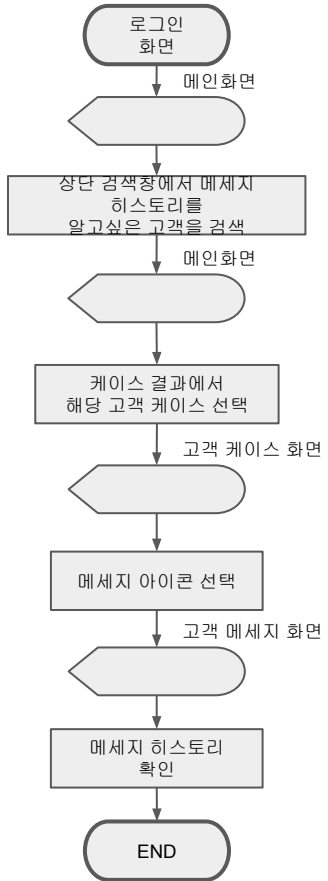 로그인
화면
메인화면
상단 검색창에서 메세지
히스토리를
알고싶은 고객을 검색
메인화면
케이스 결과에서
해당 고객 케이스 선택
고객 케이스 화면
메세지 아이콘 선택
고객 메세지 화면
메세지 히스토리
확인
END